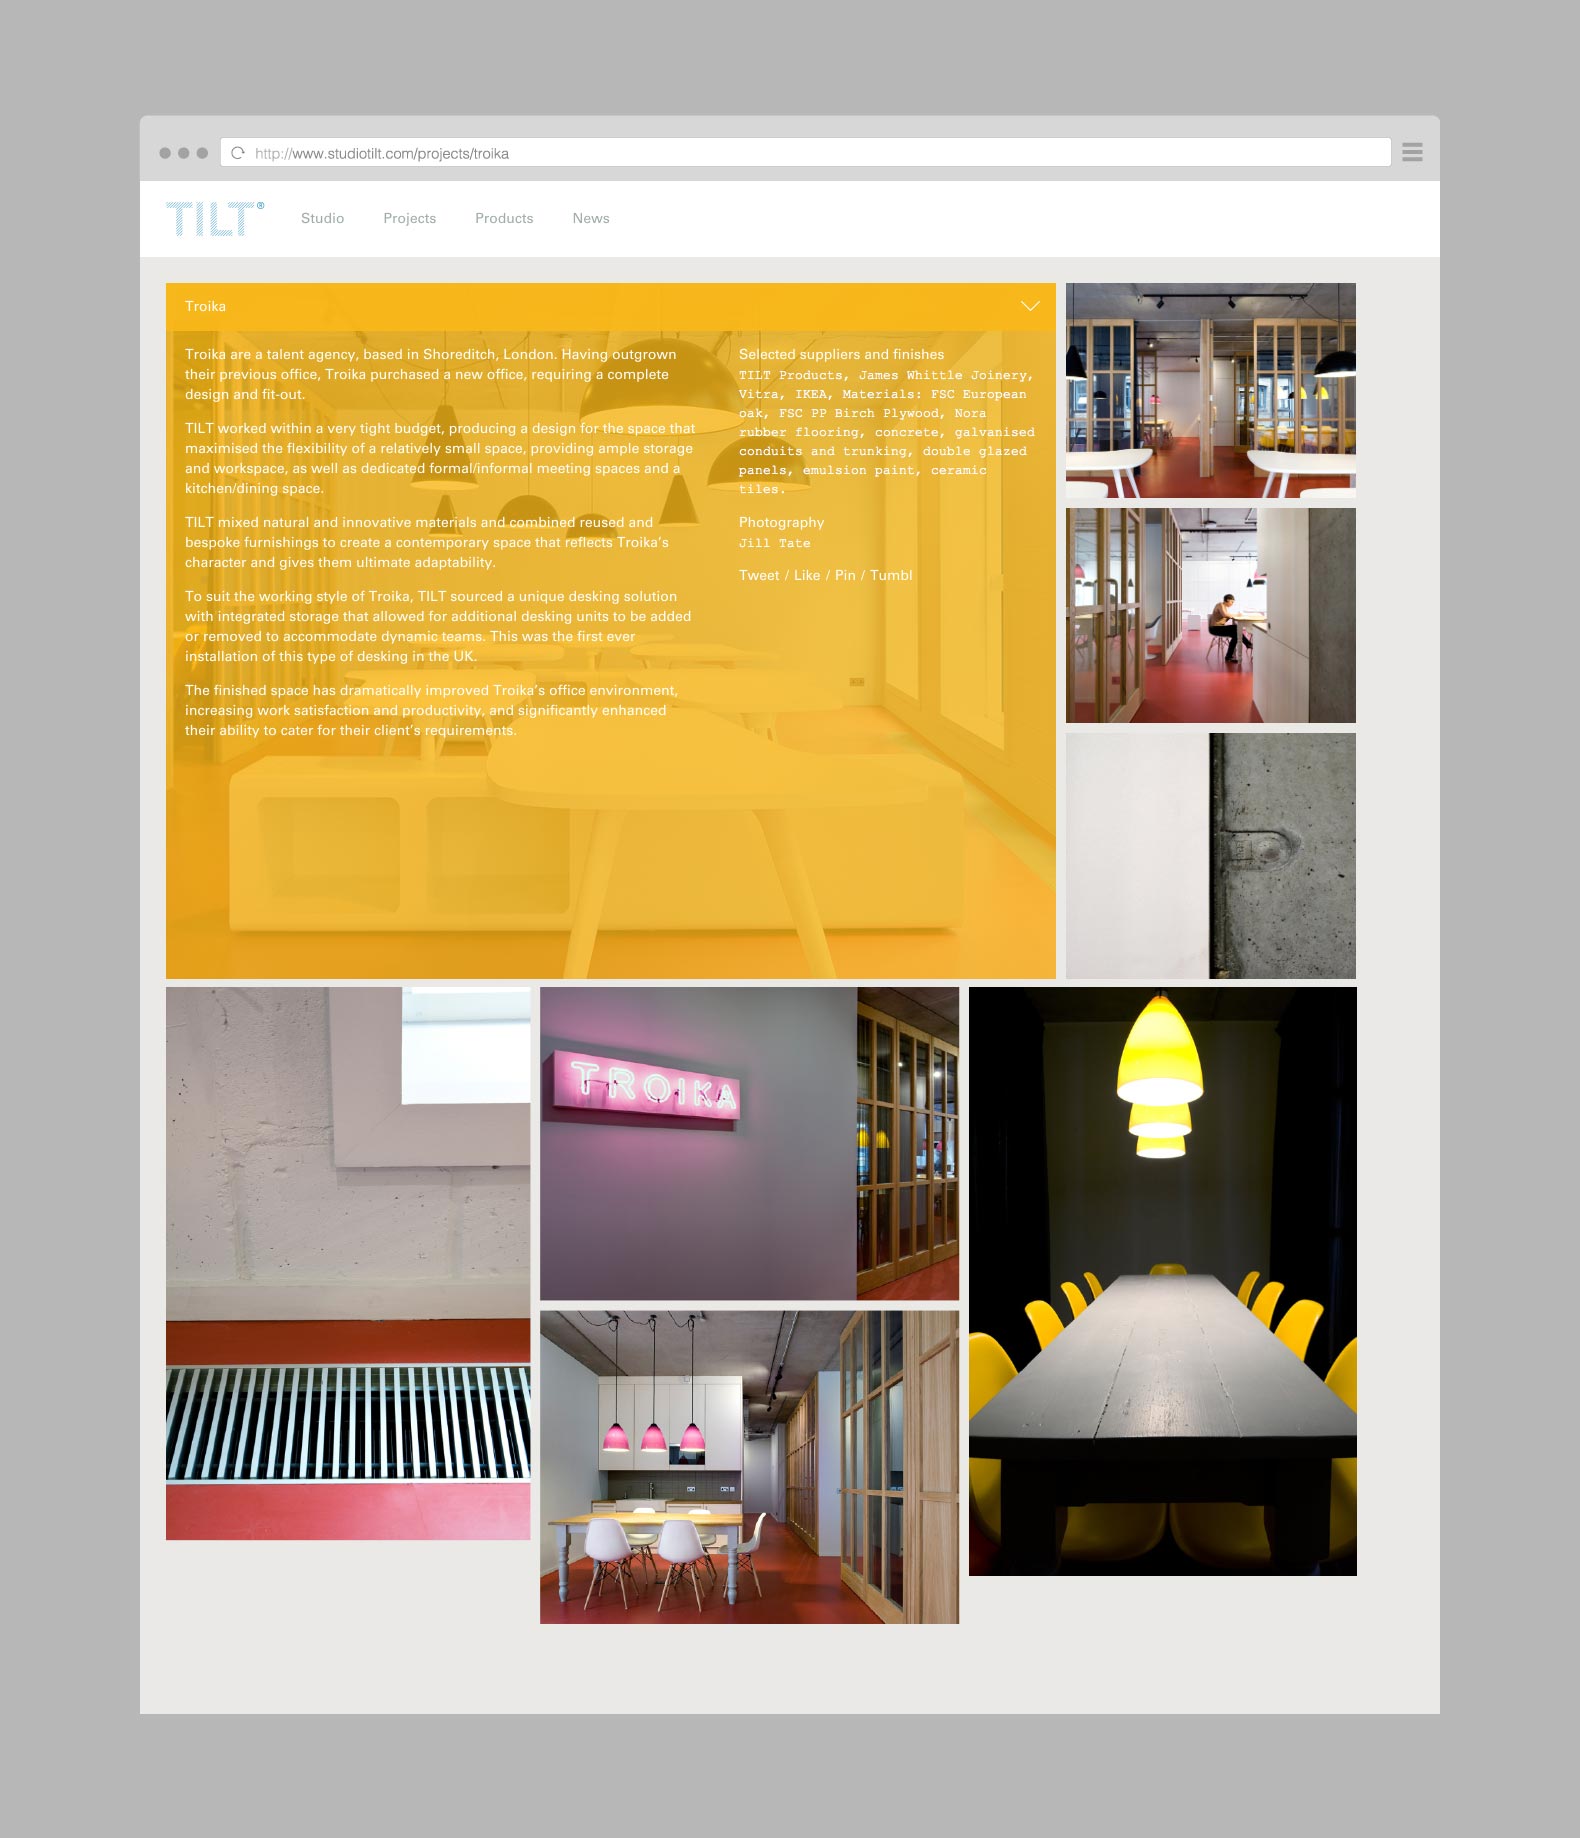 http://www.studiotilt.com/projects/troika
TILT®
Studio
Projects
Products
News
Troika
Troika are a talent agency, based in Shoreditch, London. Having outgrown
their previous office, Troika purchased a new office, requiring a complete
design and fit-out.
TILT worked within a very tight budget, producing a design for the space that
maximised the flexibility of a relatively small space, providing ample storage
and workspace, as well as dedicated formal/informal meeting spaces and a
kitchen/dining space.
TILT mixed natural and innovative materials and combined reused and
bespoke furnishings to create a contemporary space that reflects Troika’s
character and gives them ultimate adaptability.
To suit the working style of Troika, TILT sourced a unique desking solution
with integrated storage that allowed for additional desking units to be added
or removed to accommodate dynamic teams. This was the first ever
installation of this type of desking in the UK.
The finished space has dramatically improved Troika’s office environment,
increasing work satisfaction and productivity, and significantly enhanced
their ability to cater for their client’s requirements.
Selected suppliers and finishes
TILT Products, James Whittle Joinery,
Vitra, IKEA, Materials: FSC European
oak, FSC PP Birch Plywood, Nora
rubber flooring, concrete, galvanised
conduits and trunking, double glazed
panels, emulsion paint, ceramic
tiles.
Photography
Jill Tate
Tweet / Like / Pin / Tumbl
TROIKA